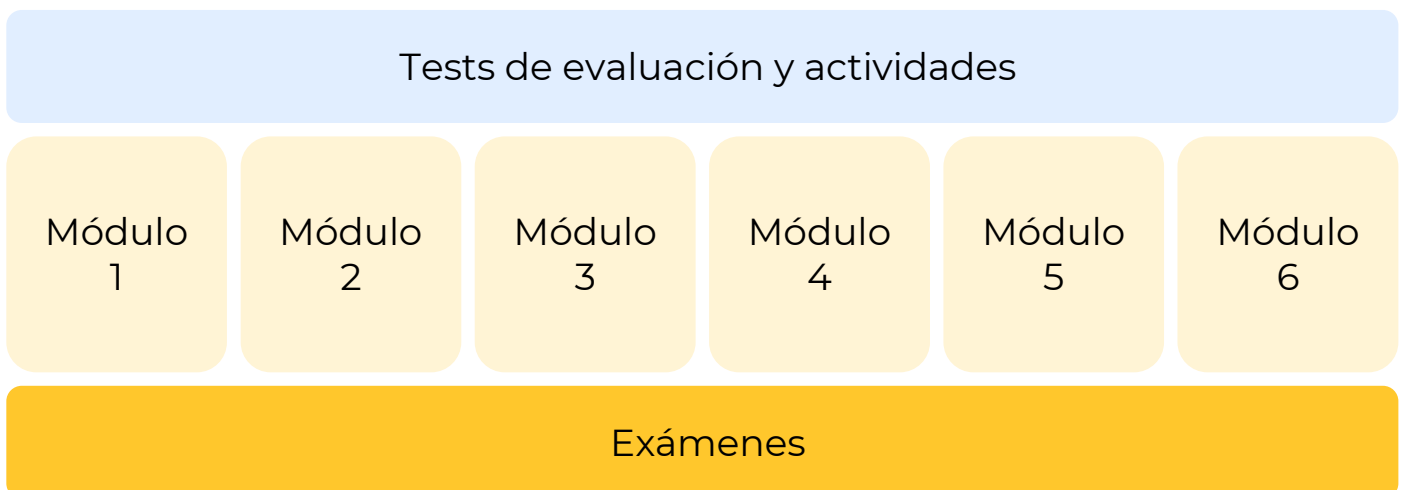 Tests de evaluación y actividades
Módulo
1
Módulo
2
Módulo
3
Módulo
4
Módulo
5
Módulo
6
Exámenes